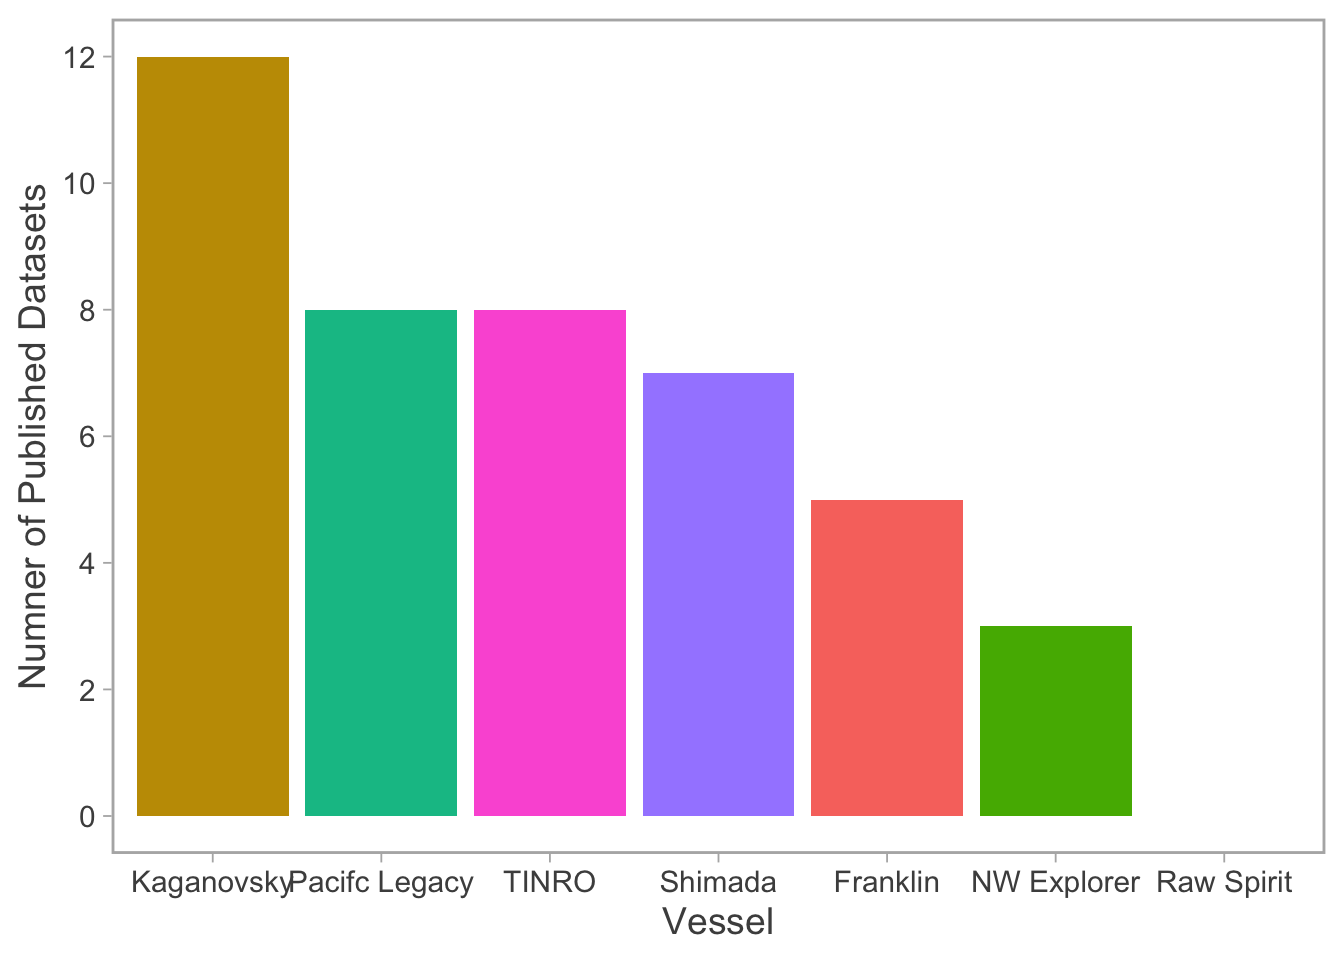 Numner of Published Datasets
12
10
8
6
4
2
0
Kaganovsky Pacifc Legacy TINRO Shimada Franklin NW Explorer Raw Spirit
Vessel